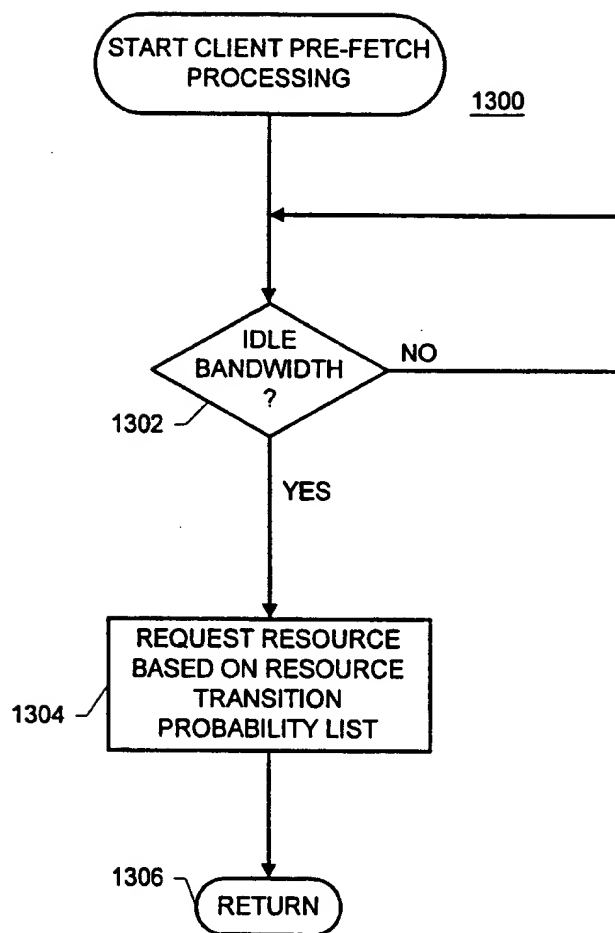 START CLIENT PRE-FETCH
PROCESSING
1300
IDLE
BANDWIDTH
?
NO
1302
YES
REQUEST RESOURCE
BASED ON RESOURCE
TRANSITION
PROBABILITY LIST
1304
1306
RETURN